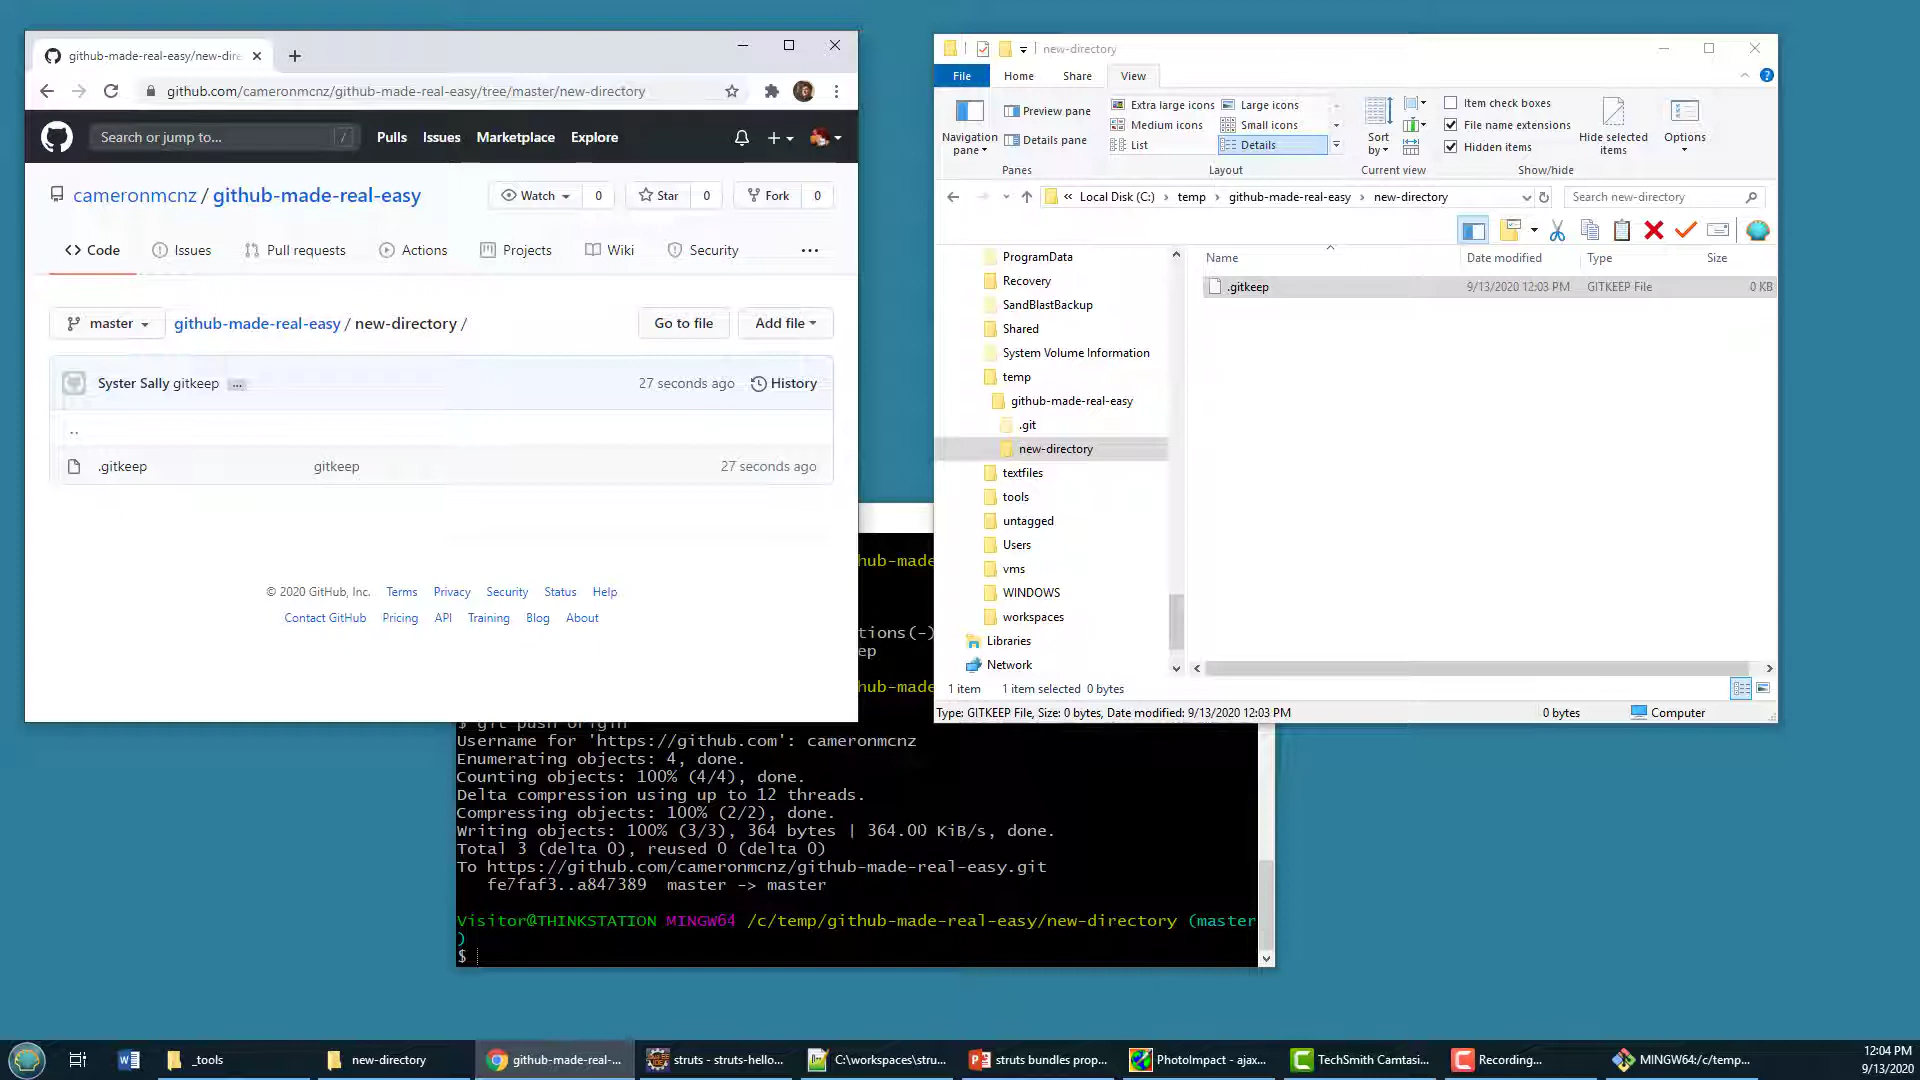 github-made-real-easy/new-dire
github.com/cameronmcnz/github-made-real-easy/tree/master/new-directory
Search or jump to...
/
Pulls
Issues
Marketplace
Explore
cameronmcnz / github-made-real-easy
Watch
0
Star
0
Fork
0
Code
Issues
Pull requests
Actions
Projects
Wiki
Security
master
github-made-real-easy / new-directory /
Go to file
Add file
Syster Sally gitkeep
27 seconds ago
History
..
.gitkeep
gitkeep
27 seconds ago
© 2020 GitHub, Inc.
Terms
Privacy
Security
Status
Help
Contact GitHub
Pricing
API
Training
Blog
About
new-directory
File
Home
Share
View
Navigation
pane
Preview pane
Details pane
Panes
Extra large icons
Large icons
Medium icons
Small icons
List
Details
Layout
Sort
by
Current view
Item check boxes
File name extensions
Hidden items
Hide selected
items
Show/hide
Options
« Local Disk (C:) › temp › github-made-real-easy › new-directory
Search new-directory
ProgramData
Recovery
SandBlastBackup
Shared
System Volume Information
temp
github-made-real-easy
.git
new-directory
textfiles
tools
untagged
Users
vms
WINDOWS
workspaces
Libraries
Network
Name
Date modified
Type
Size
.gitkeep
9/13/2020 12:03 PM
GITKEEP File
0 KB
1 item
1 item selected 0 bytes
Type: GITKEEP File, Size: 0 bytes, Date modified: 9/13/2020 12:03 PM
0 bytes
Computer
hub-made
tions(-)
ep
hub-made
$ git push origin
Username for 'https://github.com': cameronmcnz
Enumerating objects: 4, done.
Counting objects: 100% (4/4), done.
Delta compression using up to 12 threads.
Compressing objects: 100% (2/2), done.
Writing objects: 100% (3/3), 364 bytes | 364.00 KiB/s, done.
Total 3 (delta 0), reused 0 (delta 0)
To https://github.com/cameronmcnz/github-made-real-easy.git
fe7faf3..a847389 master -> master
Visitor@THINKSTATION MINGW64 /c/temp/github-made-real-easy/new-directory (master
)
$
_tools
new-directory
github-made-real-...
struts - struts-hello...
C:\workspaces\stru...
struts bundles prop...
PhotoImpact - ajax...
TechSmith Camtasi...
Recording...
MINGW64:/c/temp...
12:04 PM
9/13/2020